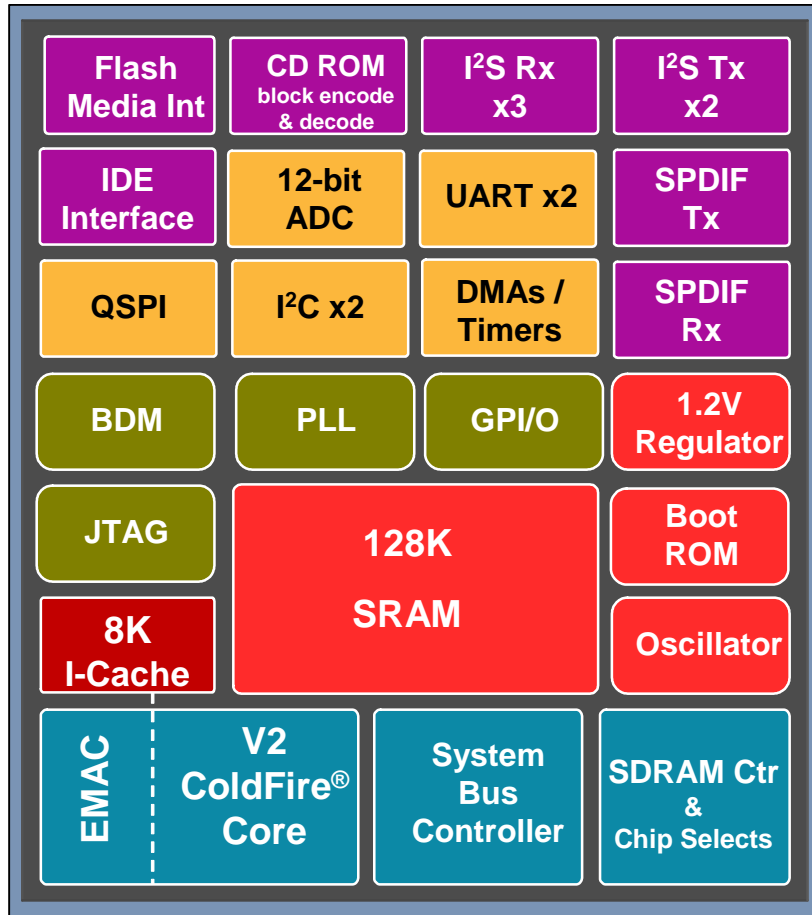 Flash
Media Int
CD ROM
block encode
& decode
I²S Rx
x3
I²S Tx
x2
IDE
Interface
12-bit
ADC
UART x2
SPDIF
Tx
QSPI
I²C x2
DMAs /
Timers
SPDIF
Rx
BDM
PLL
GPI/O
1.2V
Regulator
JTAG
128K
SRAM
Boot
ROM
8K
I-Cache
Oscillator
EMAC
V2
ColdFire®
Core
System
Bus
Controller
SDRAM Ctr
&
Chip Selects